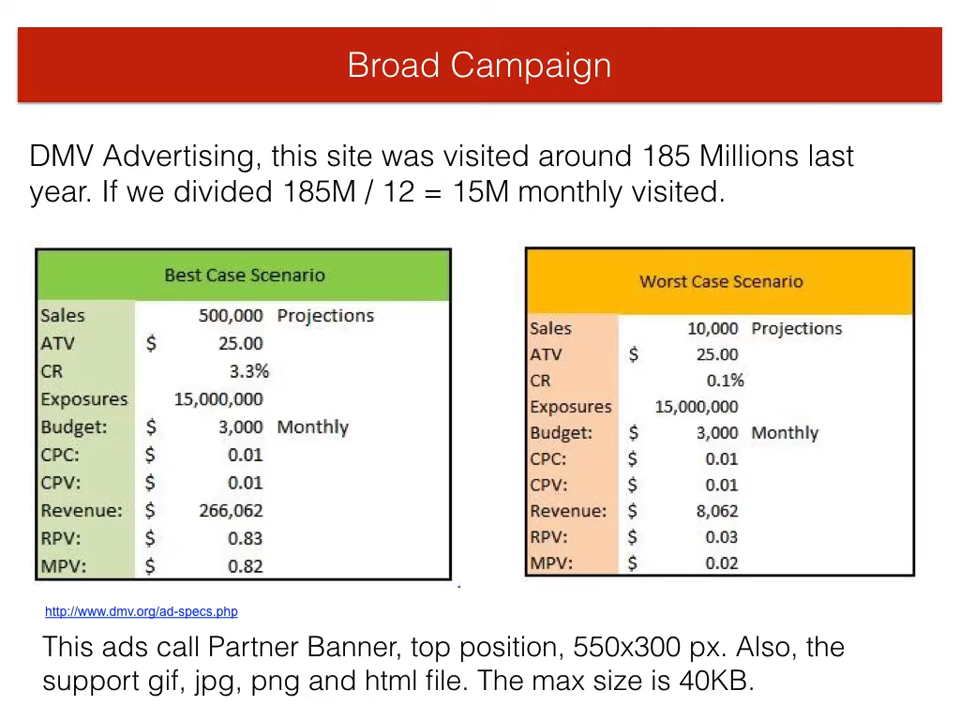 Broad Campaign
DMV Advertising, this site was visited around 185 Millions last
year. If we divided 185M / 12 = 15M monthly visited.
Best Case Scenario
Sales 500,000 Projections
ATV $ 25.00
CR 3.3%
Exposures 15,000,000
Budget: $ 3,000 Monthly
CPC: $ 0.01
CPV: $ 0.01
Revenue: $ 266,062
RPV: $ 0.83
MPV: $ 0.82
Worst Case Scenario
Sales 10,000 Projections
ATV $ 25.00
CR 0.1%
Exposures 15,000,000
Budget: $ 3,000 Monthly
CPC: $ 0.01
CPV: $ 0.01
Revenue: $ 8,062
RPV: $ 0.03
MPV: $ 0.02
.
http://www.dmv.org/ad-specs.php
This ads call Partner Banner, top position, 550x300 px. Also, the
support gif, jpg, png and html file. The max size is 40KB.